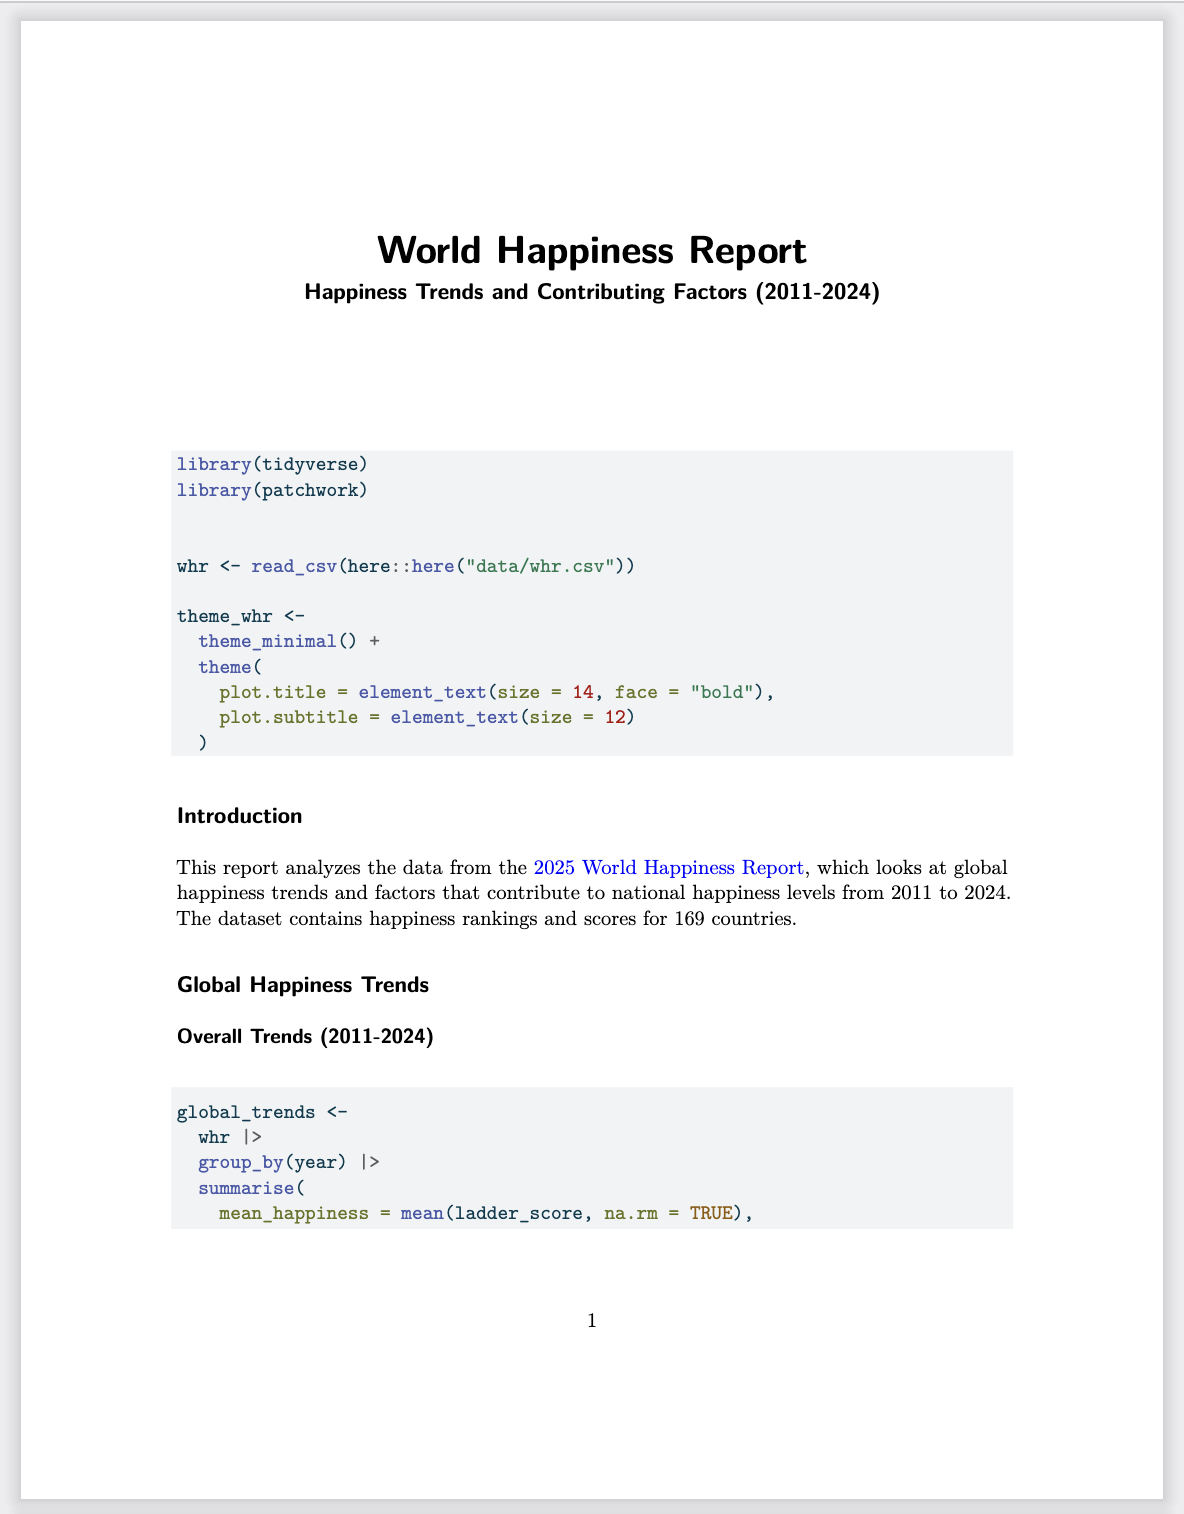 World Happiness Report
Happiness Trends and Contributing Factors (2011-2024)
library(tidyverse)
library(patchwork)
whr <- read_csv(here::here("data/whr.csv"))
theme_whr <-
  theme_minimal() +
  theme(
    plot.title = element_text(size = 14, face = "bold"),
    plot.subtitle = element_text(size = 12)
  )
Introduction
This report analyzes the data from the 2025 World Happiness Report, which looks at global
happiness trends and factors that contribute to national happiness levels from 2011 to 2024.
The dataset contains happiness rankings and scores for 169 countries.
Global Happiness Trends
Overall Trends (2011-2024)
global_trends <-
  whr |>
  group_by(year) |>
  summarise(
    mean_happiness = mean(ladder_score, na.rm = TRUE),
1